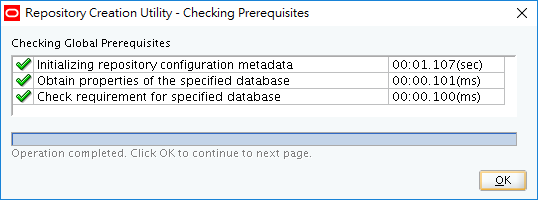 Repository Creation Utility - Checking Prerequisites
Checking Global Prerequisites
Initializing repository configuration metadata 00:01.107(sec)
Obtain properties of the specified database 00:00.101(ms)
Check requirement for specified database 00:00.100(ms)
Operation completed. Click OK to continue to next page.
OK